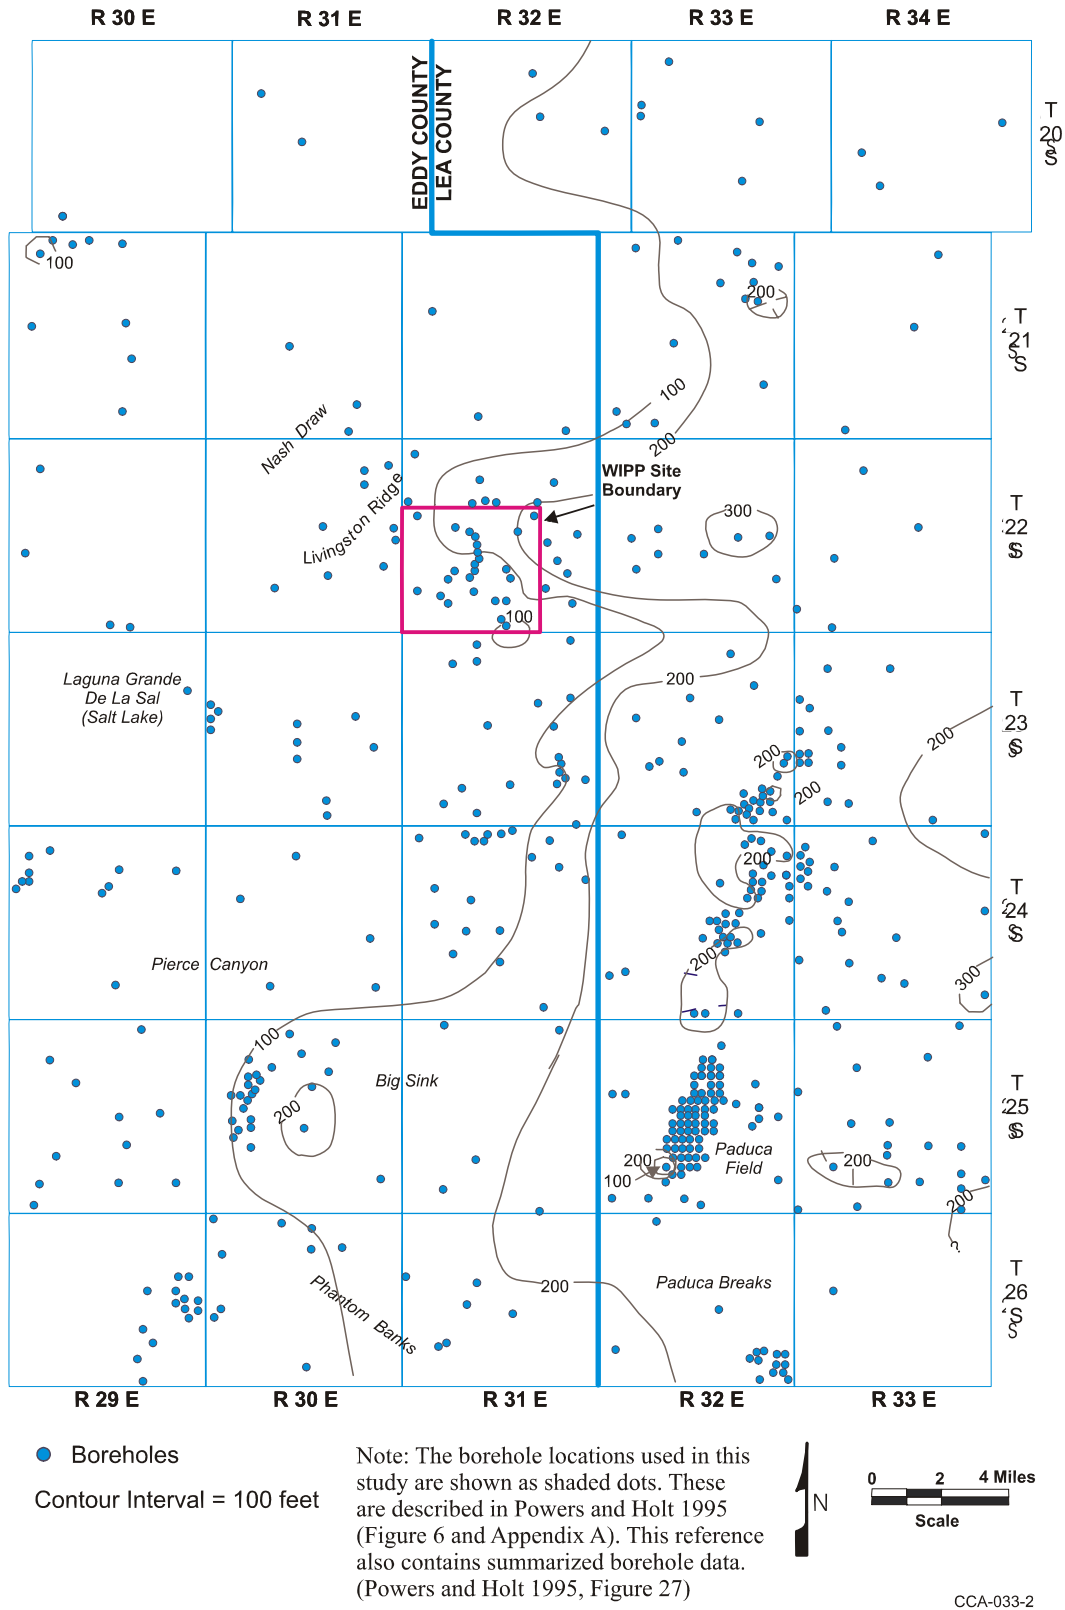 R 30 E R 31 E R 32 E R 33 E R 34 E
EDDY COUNTY
LEA COUNTY
T
20
S
S
100
200
T
21
S
S
100
200
Nash Draw
WIPP Site
Boundary
Livingston Ridge
300
T
22
S
S
100
Laguna Grande
De La Sal
(Salt Lake)
200
T
23
S
S
200
200
200
200
T
24
S
S
Pierce Canyon
200
300
100
Big Sink
200
T
25
S
S
Paduca
Field
200
100
200
200
?
200
Paduca Breaks
T
26
S
S
Phantom Banks
R 29 E R 30 E R 31 E R 32 E R 33 E
Boreholes
Contour Interval = 100 feet
Note: The borehole locations used in this
study are shown as shaded dots. These
are described in Powers and Holt 1995
(Figure 6 and Appendix A). This reference
also contains summarized borehole data.
(Powers and Holt 1995, Figure 27)
N
0 2 4 Miles
Scale
CCA-033-2